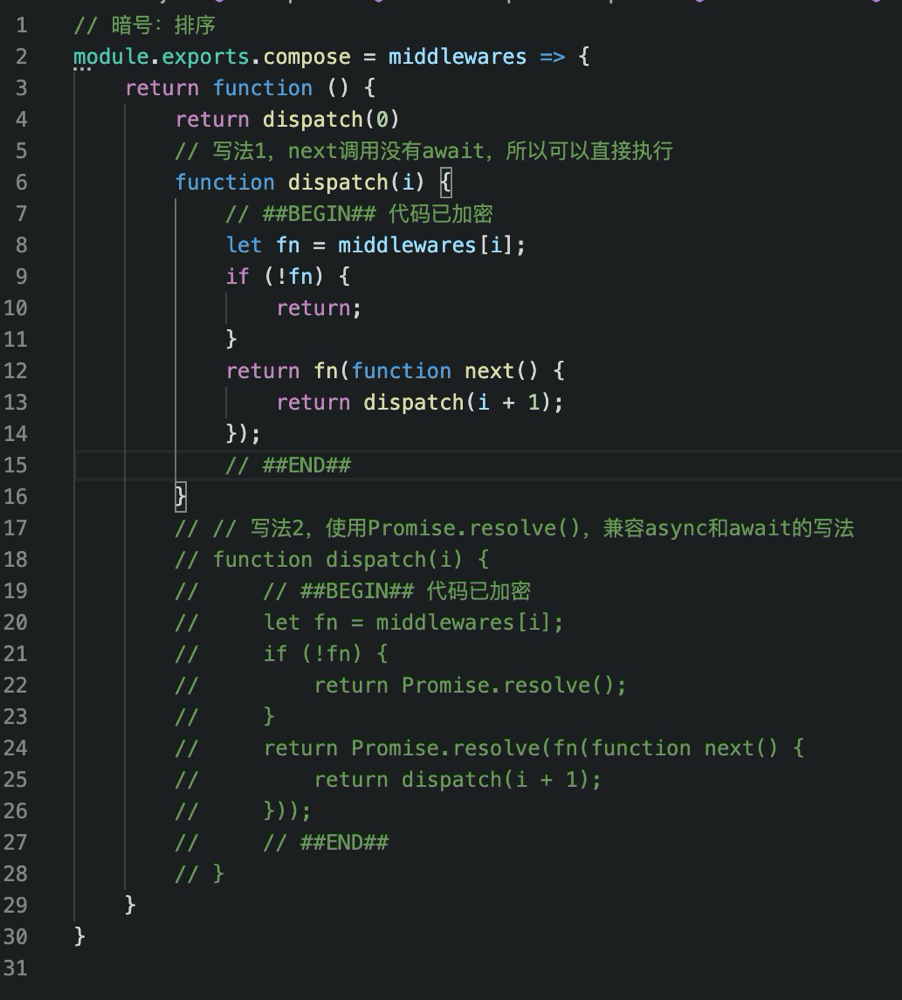 1 // 暗号：排序
2 module.exports.compose = middlewares => {
3     return function () {
4         return dispatch(0)
5         // 写法1，next调用没有await，所以可以直接执行
6         function dispatch(i) {
7             // ##BEGIN## 代码已加密
8             let fn = middlewares[i];
9             if (!fn) {
10                 return;
11             }
12             return fn(function next() {
13                 return dispatch(i + 1);
14             });
15             // ##END##
16         }
17         // // 写法2，使用Promise.resolve()，兼容async和await的写法
18         // function dispatch(i) {
19         //     // ##BEGIN## 代码已加密
20         //     let fn = middlewares[i];
21         //     if (!fn) {
22         //         return Promise.resolve();
23         //     }
24         //     return Promise.resolve(fn(function next() {
25         //         return dispatch(i + 1);
26         //     }));
27         //     // ##END##
28         // }
29     }
30 }
31